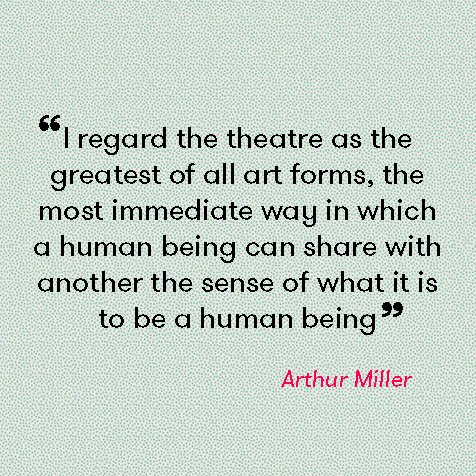 “I regard the theatre as the
greatest of all art forms, the
most immediate way in which
a human being can share with
another the sense of what it is
to be a human being”
Arthur Miller